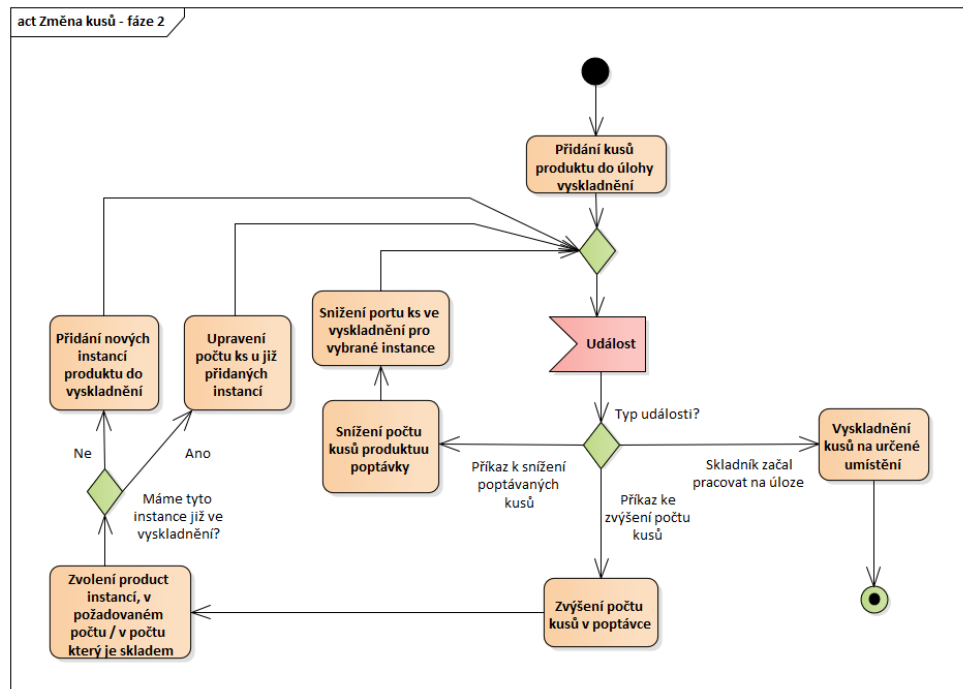 act Změna kusů - fáze 2
Přidání kusů
produktu do úlohy
vyskladnění
Událost
Typ události?
Příkaz k snížení
poptávaných
kusů
Příkaz ke
zvýšení počtu
kusů
Skladník začal
pracovat na úloze
Vyskladnění
kusů na určené
umístění
Snížení portu ks ve
vyskladnění pro
vybrané instance
Snížení počtu
kusů produktuu
poptávky
Zvýšení počtu
kusů v poptávce
Zvolení product
instancí, v
požadovaném
počtu / v počtu
který je skladem
Máme tyto
instance již ve
vyskladnění?
Ne
Ano
Přidání nových
instancí
produktu do
vyskladnění
Upravení
počtu ks u již
přidaných
instancí